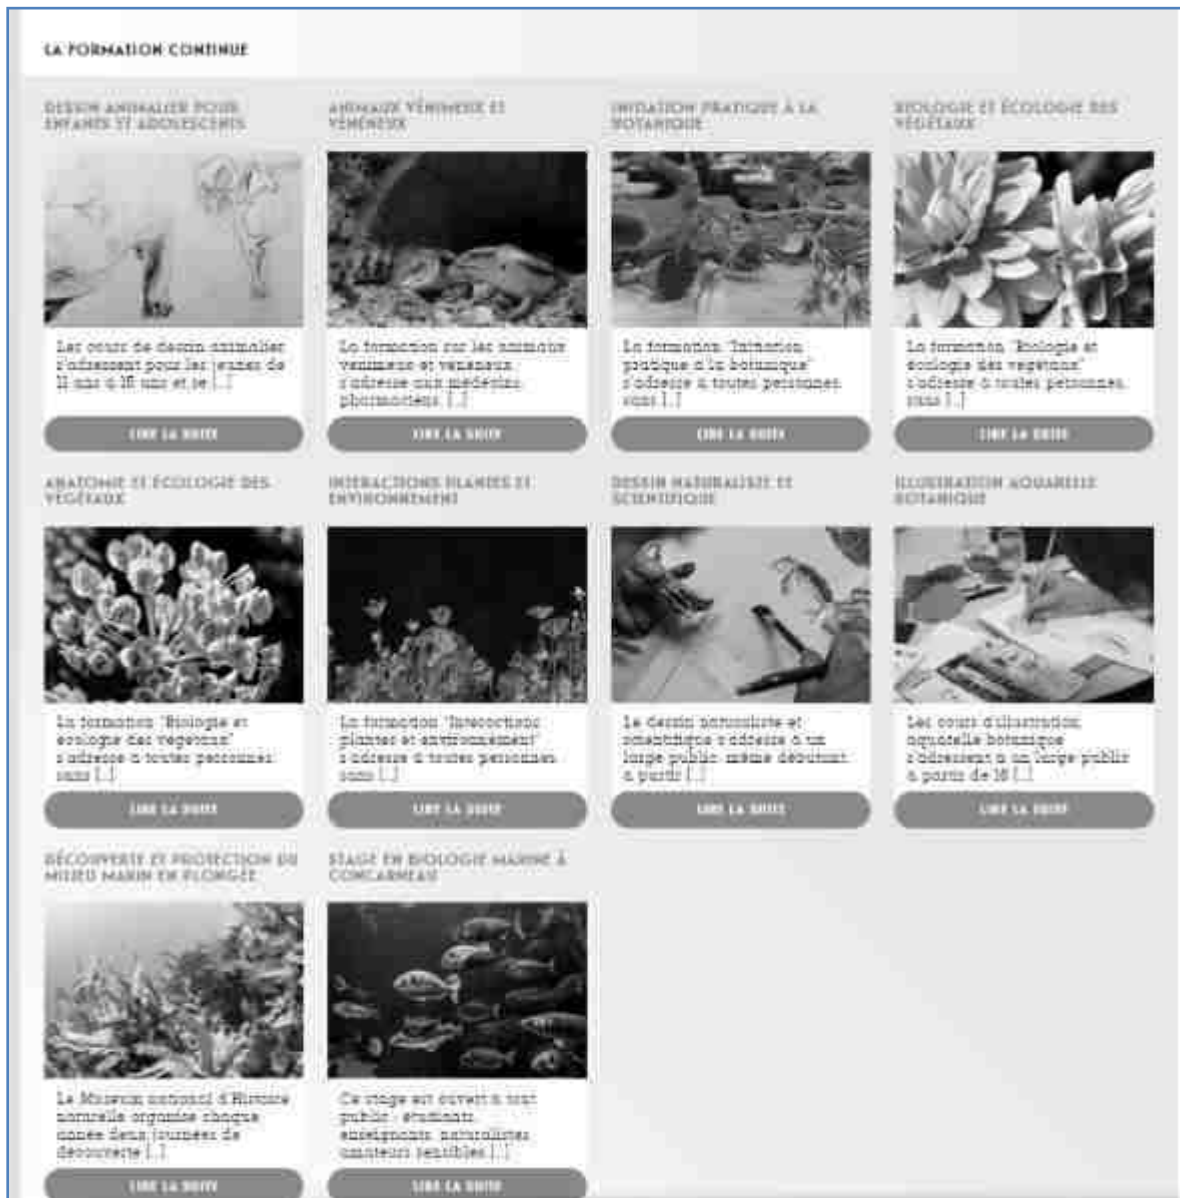 LA FORMATION CONTINUE
DESSIN ANIMALIER POUR
ENFANTS ET ADOLESCENTS
Les cours de dessin animalier
s'adressent pour les jeunes de
11 ans à 16 ans et se [...]
LIRE LA SUITE
ANIMAUX VÉNIMEUX ET
VÉNÉNEUX
La formation sur les animaux
venimeux et vénéneux
s'adresse aux médecins,
pharmaciens, [...]
LIRE LA SUITE
INITIATION PRATIQUE À LA
BOTANIQUE
La formation "Initiation
pratique à la botanique"
s'adresse à toutes personnes,
sans [...]
LIRE LA SUITE
BIOLOGIE ET ÉCOLOGIE DES
VÉGÉTAUX
La formation "Biologie et
écologie des végétaux"
s'adresse à toutes personnes,
sans [...]
LIRE LA SUITE
ANATOMIE ET ÉCOLOGIE DES
VÉGÉTAUX
La formation "Biologie et
écologie des végétaux"
s'adresse à toutes personnes,
sans [...]
LIRE LA SUITE
INTERACTIONS PLANTES ET
ENVIRONNEMENT
La formation "Interactions
plantes et environnement"
s'adresse à toutes personnes,
sans [...]
LIRE LA SUITE
DESSIN NATURALISTE ET
SCIENTIFIQUE
Le dessin naturaliste et
scientifique s'adresse à un
large public, même débutant,
à partir [...]
LIRE LA SUITE
ILLUSTRATION AQUARELLE
BOTANIQUE
Les cours d'illustration
aquarelle botanique
s'adressent à un large public
à partir de 16 [...]
LIRE LA SUITE
DÉCOUVERTE ET PROTECTION DU
MILIEU MARIN EN PLONGÉE
Le Muséum national d'Histoire
naturelle organise chaque
année deux journées de
découverte [...]
LIRE LA SUITE
STAGE EN BIOLOGIE MARINE À
CONCARNEAU
Ce stage est ouvert à tout
public : étudiants,
enseignants, naturalistes,
amateurs sensibles [...]
LIRE LA SUITE